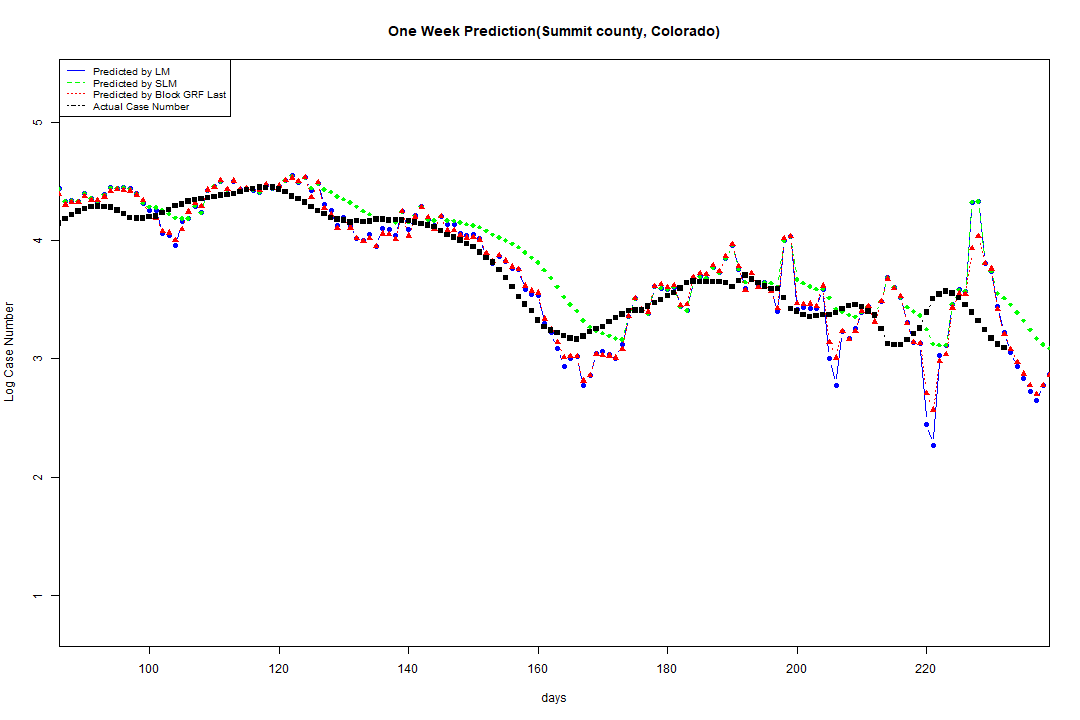 One Week Prediction(Summit county, Colorado)
Predicted by LM
Predicted by SLM
Predicted by Block GRF Last
Actual Case Number
5
4
3
2
1
Log Case Number
100 120 140 160 180 200 220
days